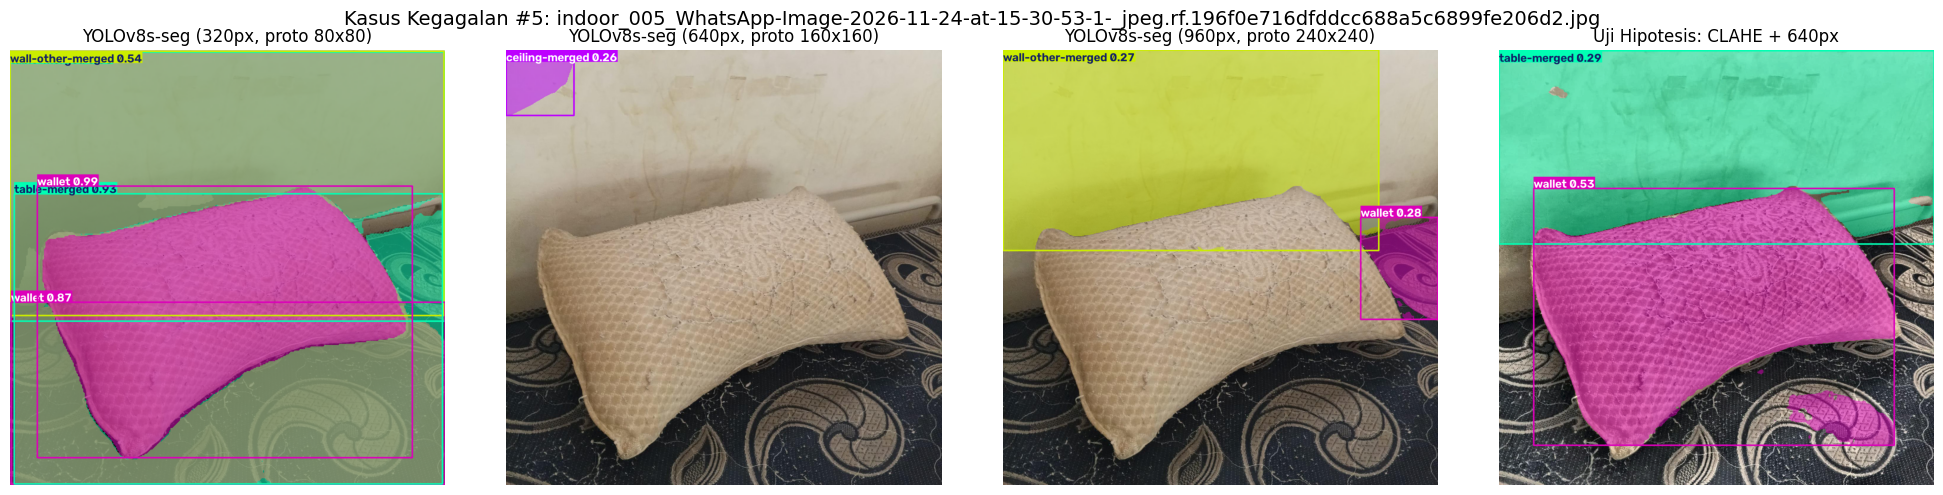 Kasus Kegagalan #5: indoor_005_WhatsApp-Image-2026-11-24-at-15-30-53-1-_jpeg.rf.196f0e716dfddcc688a5c6899fe206d2.jpg
YOLOv8s-seg (320px, proto 80x80)
YOLOv8s-seg (640px, proto 160x160)
YOLOv8s-seg (960px, proto 240x240)
Uji Hipotesis: CLAHE + 640px
wall-other-merged 0.54
wallet 0.99
table-merged 0.93
wallet 0.87
ceiling-merged 0.26
wall-other-merged 0.27
wallet 0.28
table-merged 0.29
wallet 0.53